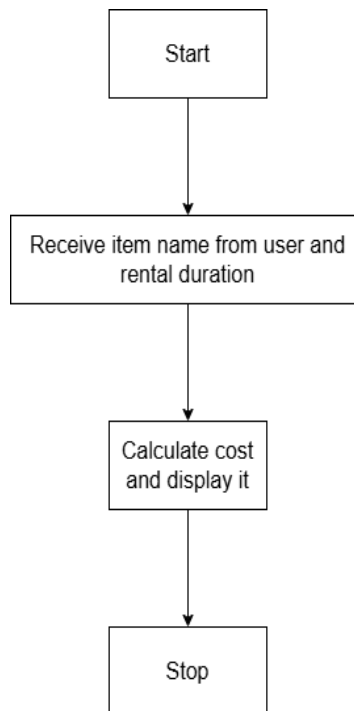 Start
Receive item name from user and
rental duration
Calculate cost
and display it
Stop